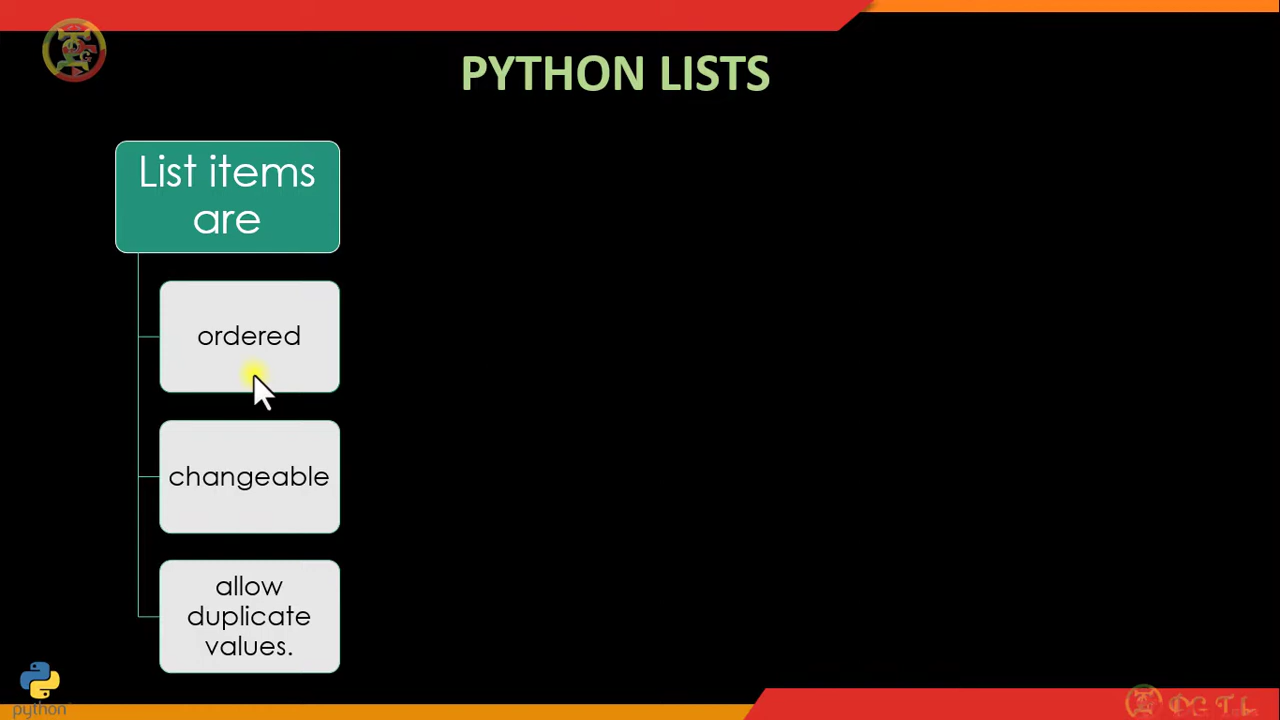 PYTHON LISTS
List items
are
ordered
changeable
allow
duplicate
values.
python